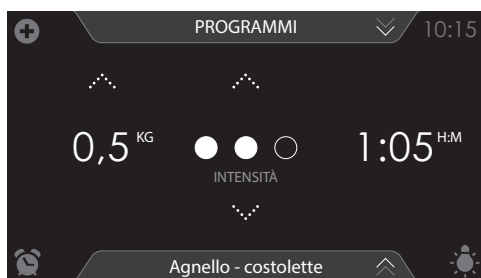 PROGRAMMI 10:15
0,5 KG 1:05 H:M
INTENSITÀ
Agnello - costolette